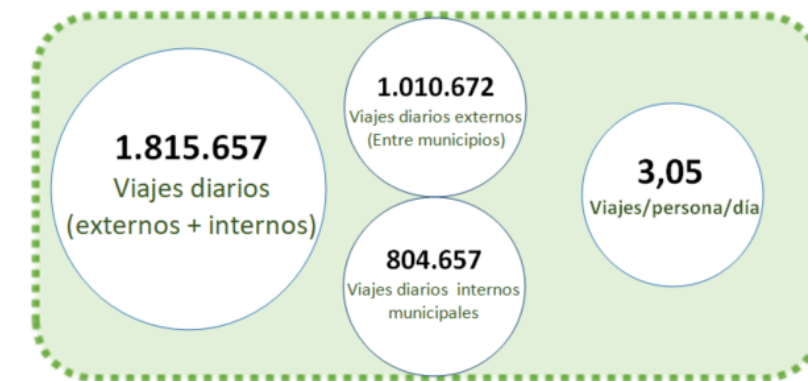 1.815.657
Viajes diarios
(externos + internos)
1.010.672
Viajes diarios externos
(Entre municipios)
804.657
Viajes diarios internos
municipales
3,05
Viajes/persona/día